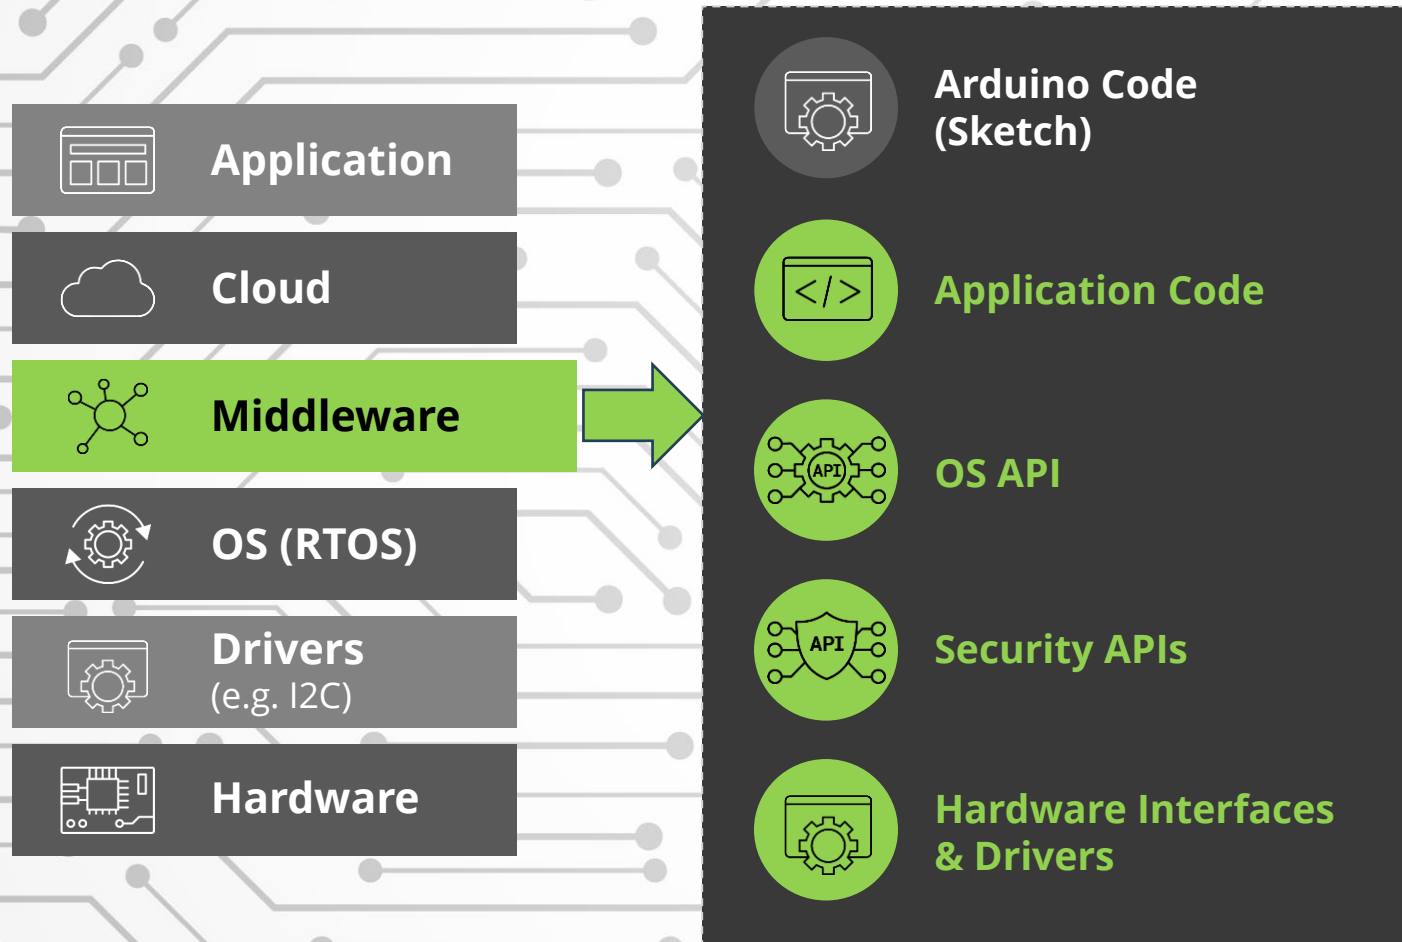 Application
Cloud
Middleware
OS (RTOS)
Drivers
(e.g. I2C)
Hardware
Arduino Code
(Sketch)
</>
Application Code
API
OS API
API
Security APIs
Hardware Interfaces
& Drivers